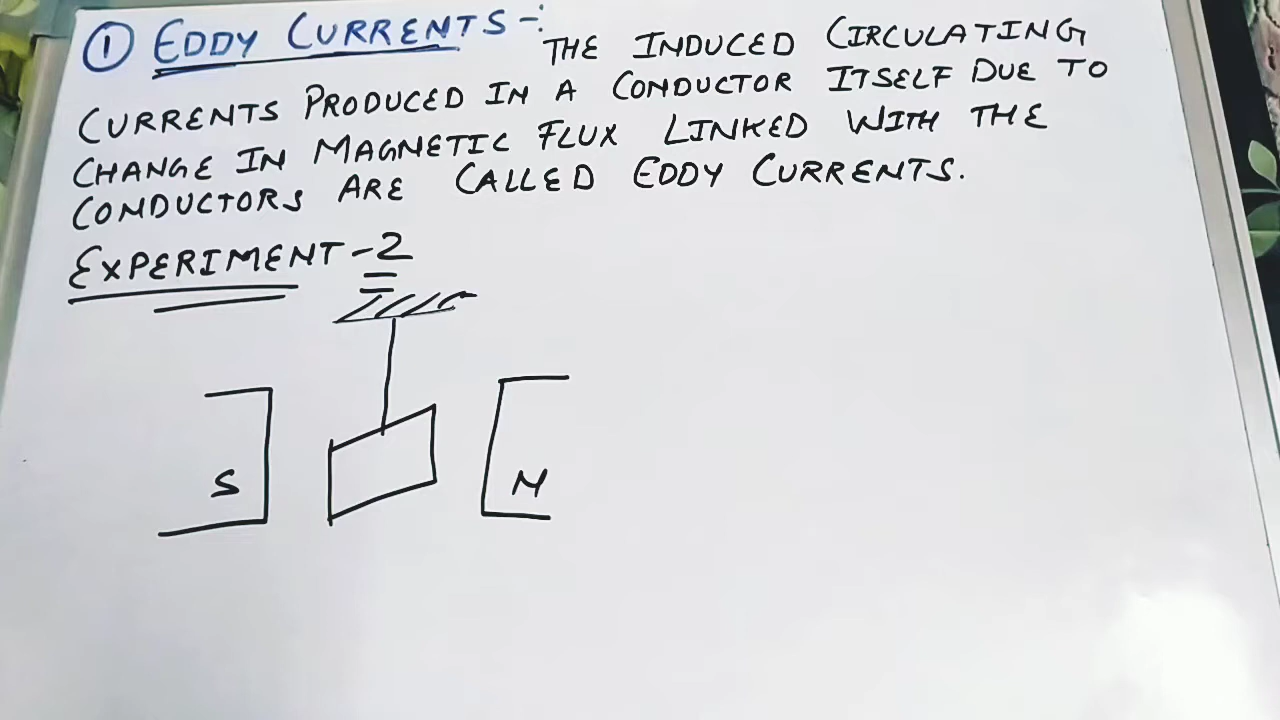 ① EDDY CURRENTS -: THE INDUCED CIRCULATING
CURRENTS PRODUCED IN A CONDUCTOR ITSELF DUE TO
CHANGE IN MAGNETIC FLUX LINKED WITH THE
CONDUCTORS ARE CALLED EDDY CURRENTS.
EXPERIMENT -2
S N